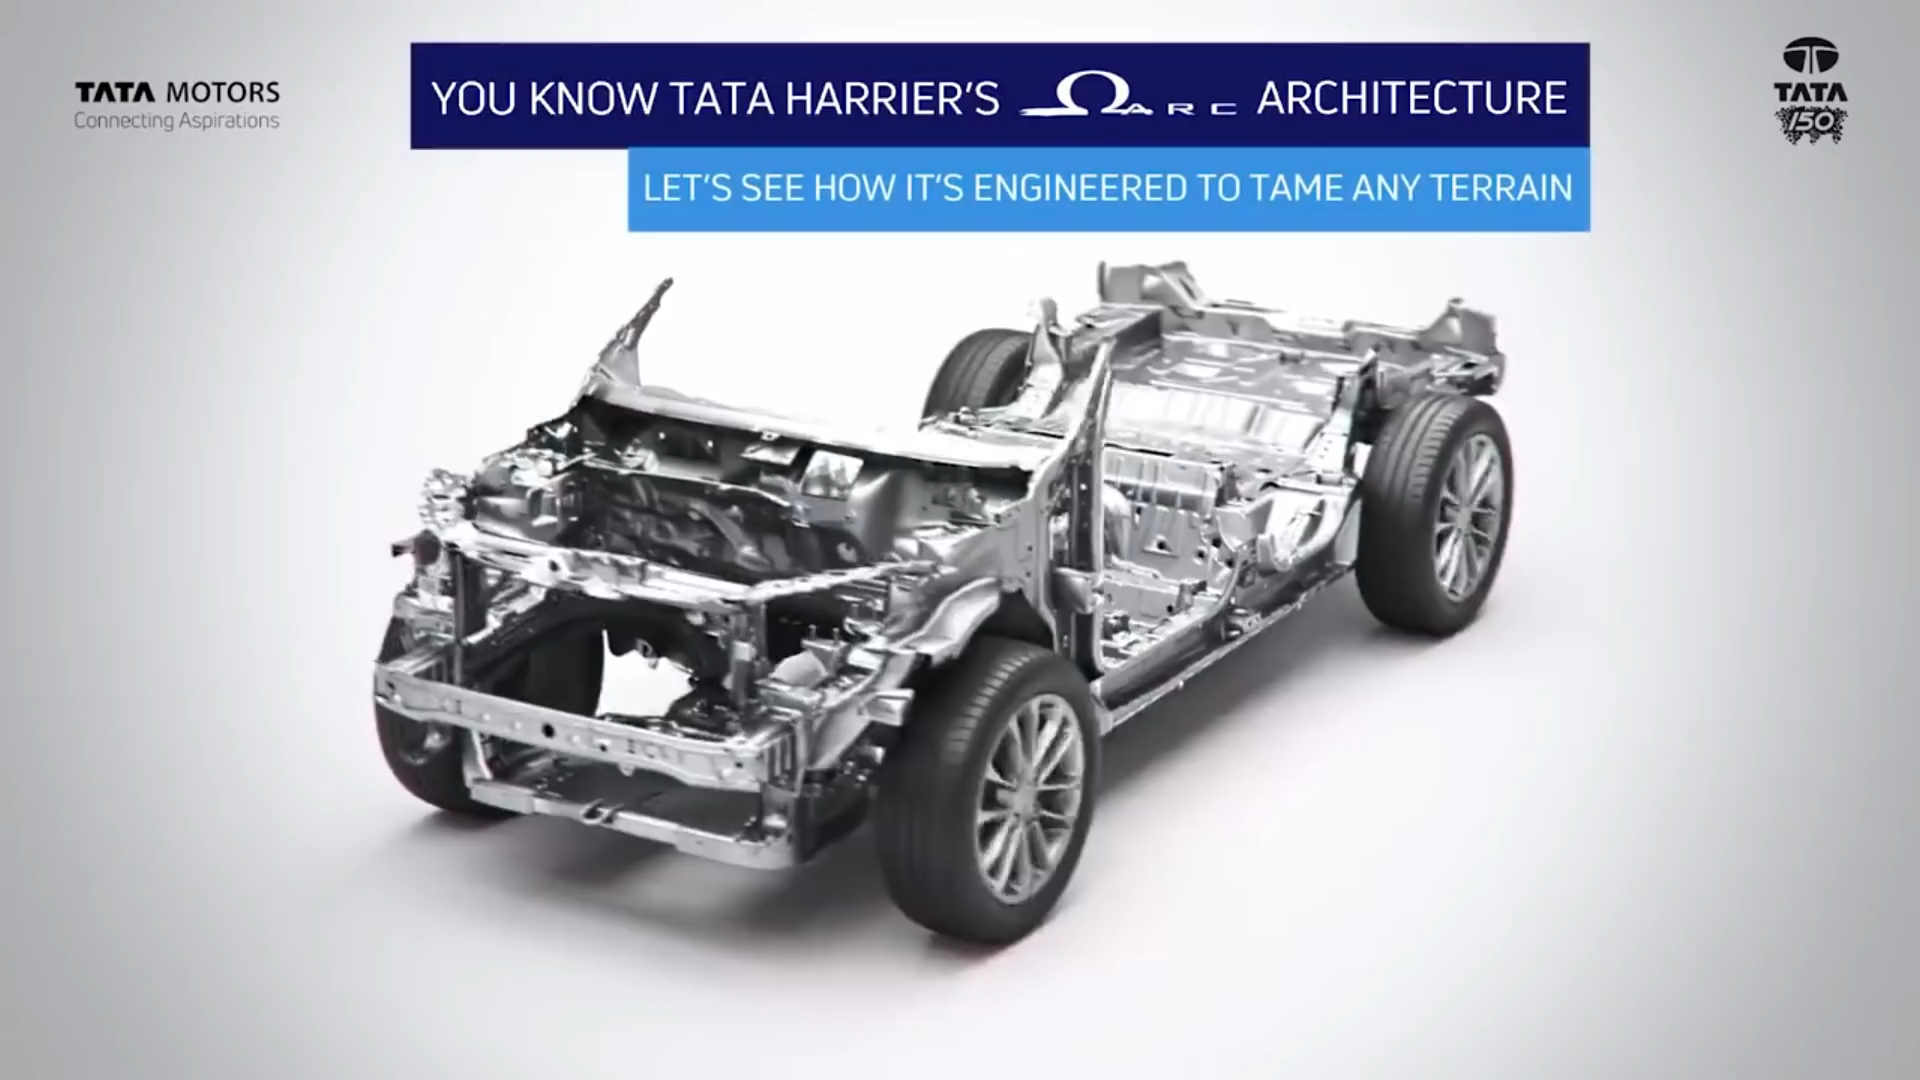 TATA MOTORS
Connecting Aspirations
YOU KNOW TATA HARRIER'S ΩARC ARCHITECTURE
LET'S SEE HOW IT'S ENGINEERED TO TAME ANY TERRAIN
TATA
150